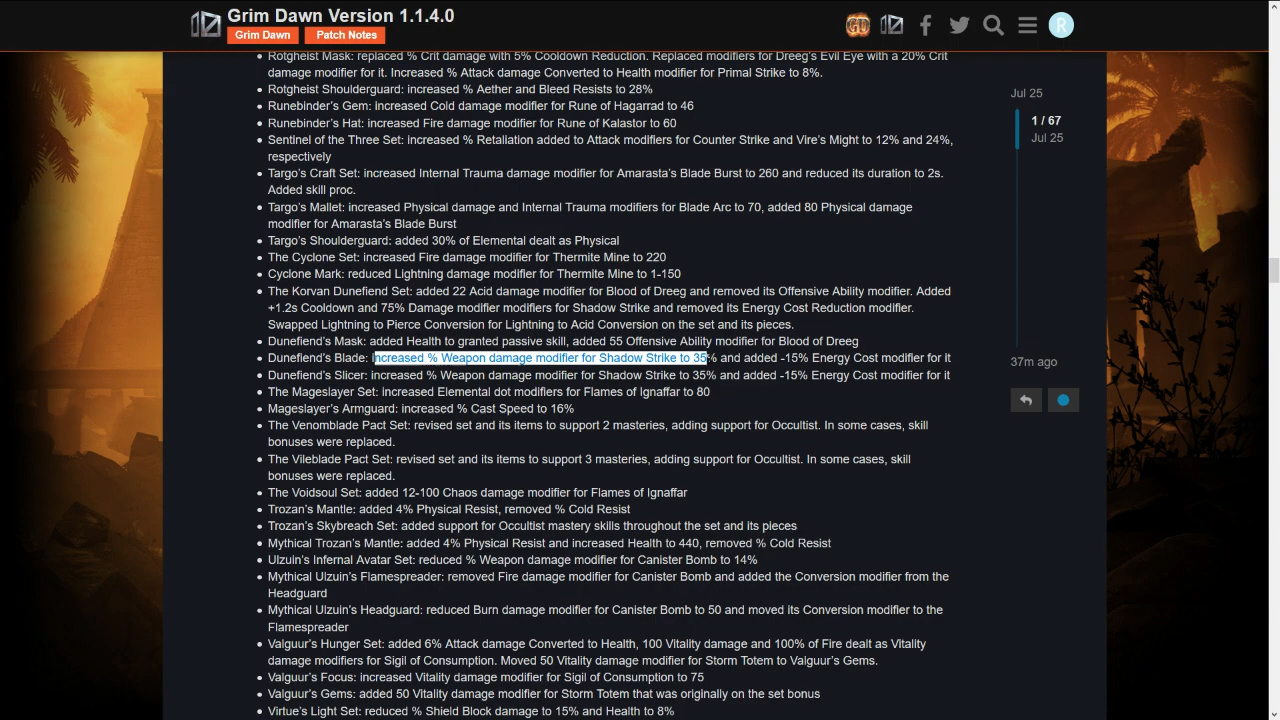 Grim Dawn Version 1.1.4.0
Grim Dawn Patch Notes
GD
R
Rotgheist Mask: replaced % Crit damage with 5% Cooldown Reduction. Replaced modifiers for Dreeg's Evil Eye with a 20% Crit
damage modifier for it. Increased % Attack damage Converted to Health modifier for Primal Strike to 8%.
Rotgheist Shoulderguard: increased % Aether and Bleed Resists to 28%
Runebinder's Gem: increased Cold damage modifier for Rune of Hagarrad to 46
Runebinder's Hat: increased Fire damage modifier for Rune of Kalastor to 60
Sentinel of the Three Set: increased % Retaliation added to Attack modifiers for Counter Strike and Vire's Might to 12% and 24%,
respectively
Targo's Craft Set: increased Internal Trauma damage modifier for Amarasta's Blade Burst to 260 and reduced its duration to 2s.
Added skill proc.
Targo's Mallet: increased Physical damage and Internal Trauma modifiers for Blade Arc to 70, added 80 Physical damage
modifier for Amarasta's Blade Burst
Targo's Shoulderguard: added 30% of Elemental dealt as Physical
The Cyclone Set: increased Fire damage modifier for Thermite Mine to 220
Cyclone Mark: reduced Lightning damage modifier for Thermite Mine to 1-150
The Korvan Dunefiend Set: added 22 Acid damage modifier for Blood of Dreeg and removed its Offensive Ability modifier. Added
+1.2s Cooldown and 75% Damage modifier modifiers for Shadow Strike and removed its Energy Cost Reduction modifier.
Swapped Lightning to Pierce Conversion for Lightning to Acid Conversion on the set and its pieces.
Dunefiend's Mask: added Health to granted passive skill, added 55 Offensive Ability modifier for Blood of Dreeg
Dunefiend's Blade: increased % Weapon damage modifier for Shadow Strike to 35% and added -15% Energy Cost modifier for it
Dunefiend's Slicer: increased % Weapon damage modifier for Shadow Strike to 35% and added -15% Energy Cost modifier for it
The Mageslayer Set: increased Elemental dot modifiers for Flames of Ignaffar to 80
Mageslayer's Armguard: increased % Cast Speed to 16%
The Venomblade Pact Set: revised set and its items to support 2 masteries, adding support for Occultist. In some cases, skill
bonuses were replaced.
The Vileblade Pact Set: revised set and its items to support 3 masteries, adding support for Occultist. In some cases, skill
bonuses were replaced.
The Voidsoul Set: added 12-100 Chaos damage modifier for Flames of Ignaffar
Trozan's Mantle: added 4% Physical Resist, removed % Cold Resist
Trozan's Skybreach Set: added support for Occultist mastery skills throughout the set and its pieces
Mythical Trozan's Mantle: added 4% Physical Resist and increased Health to 440, removed % Cold Resist
Ulzuin's Infernal Avatar Set: reduced % Weapon damage modifier for Canister Bomb to 14%
Mythical Ulzuin's Flamespreader: removed Fire damage modifier for Canister Bomb and added the Conversion modifier from the
Headguard
Mythical Ulzuin's Headguard: reduced Burn damage modifier for Canister Bomb to 50 and moved its Conversion modifier to the
Flamespreader
Valguur's Hunger Set: added 6% Attack damage Converted to Health, 100 Vitality damage and 100% of Fire dealt as Vitality
damage modifiers for Sigil of Consumption. Moved 50 Vitality damage modifier for Storm Totem to Valguur's Gems.
Valguur's Focus: increased Vitality damage modifier for Sigil of Consumption to 75
Valguur's Gems: added 50 Vitality damage modifier for Storm Totem that was originally on the set bonus
Virtue's Light Set: reduced % Shield Block damage to 15% and Health to 8%
Jul 25
1 / 67
Jul 25
37m ago